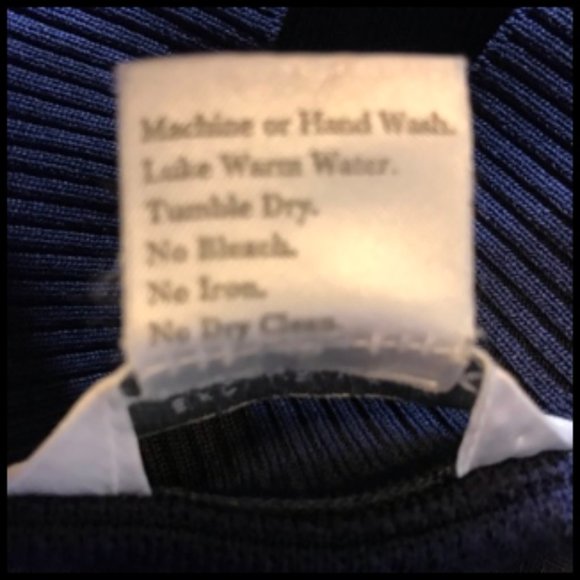 Machine or Hand Wash.
Luke Warm Water.
Tumble Dry.
No Bleach.
No Iron.
No Dry Clean